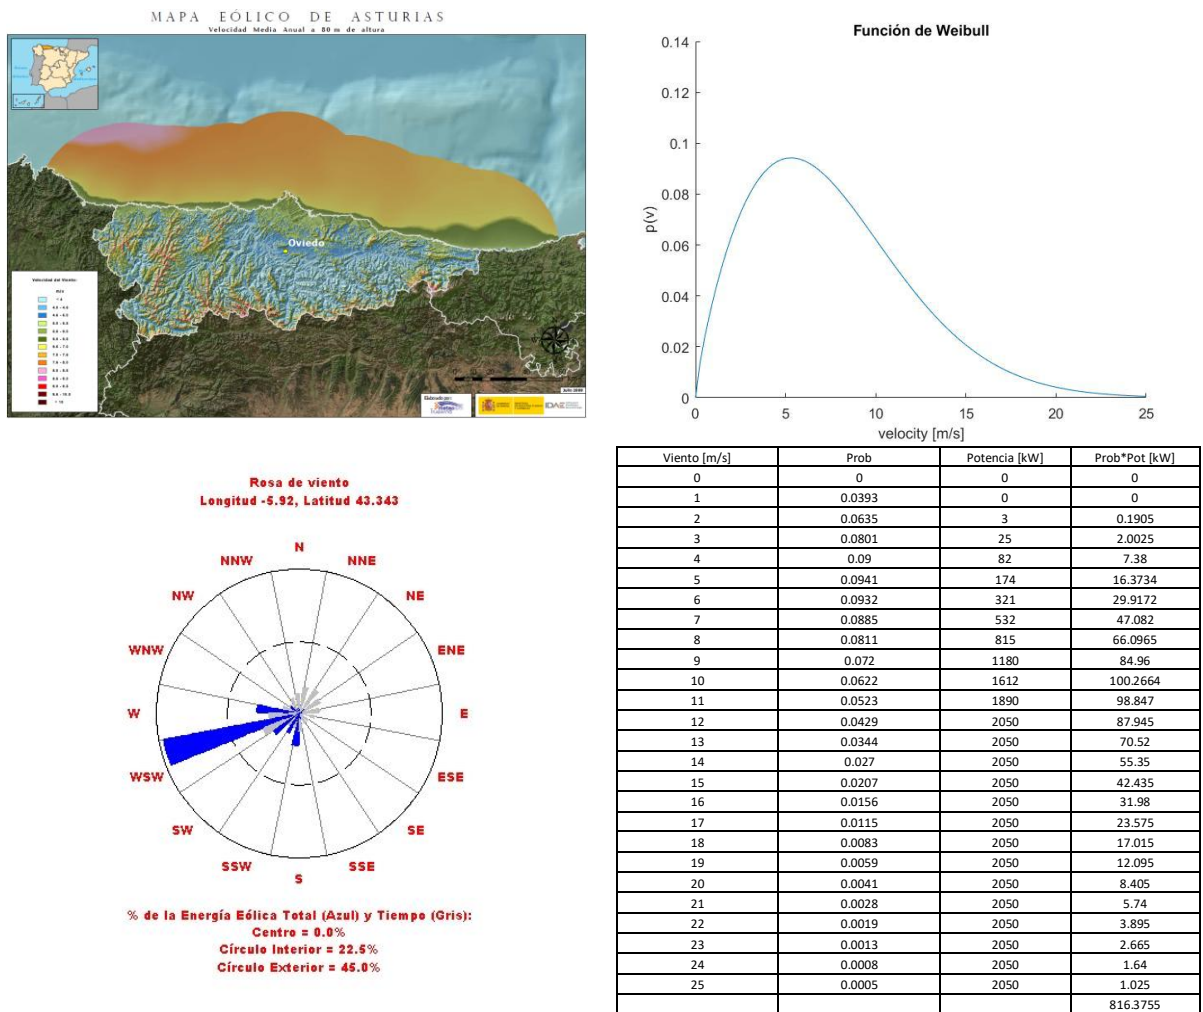 MAPA EÓLICO DE ASTURIAS
Velocidad Media Anual a 80 m de altura
Oviedo
Velocidad del Viento
m/s
Julio 2009
IDAE
Función de Weibull
0.14
0.12
0.1
0.08
0.06
0.04
0.02
0
p(v)
0 5 10 15 20 25
velocity [m/s]
Rosa de viento
Longitud -5.92, Latitud 43.343
N
NNW NNE
NW NE
WNW ENE
W E
WSW ESE
SW SE
SSW SSE
S
% de la Energía Eólica Total (Azul) y Tiempo (Gris):
Centro = 0.0%
Círculo Interior = 22.5%
Círculo Exterior = 45.0%
Viento [m/s] Prob Potencia [kW] Prob*Pot [kW]
0 0 0 0
1 0.0393 0 0
2 0.0635 3 0.1905
3 0.0801 25 2.0025
4 0.09 82 7.38
5 0.0941 174 16.3734
6 0.0932 321 29.9172
7 0.0885 532 47.082
8 0.0811 815 66.0965
9 0.072 1180 84.96
10 0.0622 1612 100.2664
11 0.0523 1890 98.847
12 0.0429 2050 87.945
13 0.0344 2050 70.52
14 0.027 2050 55.35
15 0.0207 2050 42.435
16 0.0156 2050 31.98
17 0.0115 2050 23.575
18 0.0083 2050 17.015
19 0.0059 2050 12.095
20 0.0041 2050 8.405
21 0.0028 2050 5.74
22 0.0019 2050 3.895
23 0.0013 2050 2.665
24 0.0008 2050 1.64
25 0.0005 2050 1.025
816.3755